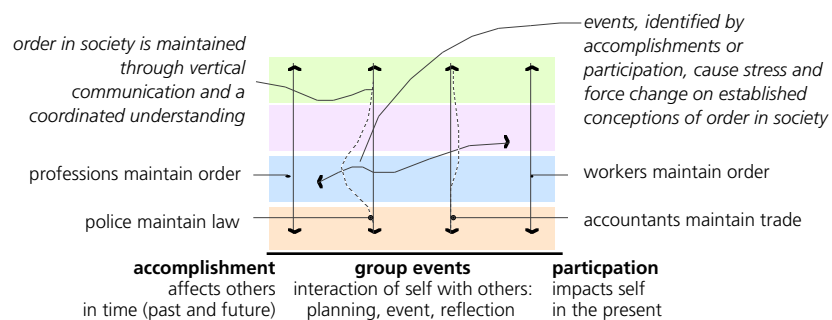 order in society is maintained
through vertical
communication and a
coordinated understanding
events, identified by
accomplishments or
participation, cause stress and
force change on established
conceptions of order in society
professions maintain order
workers maintain order
police maintain law
accountants maintain trade
accomplishment
affects others
in time (past and future)
group events
interaction of self with others:
planning, event, reflection
particpation
impacts self
in the present